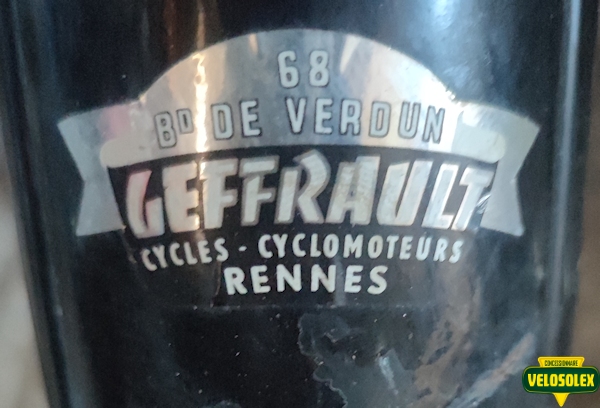 68
BD DE VERDUN
GEFFRAULT
CYCLES - CYCLOMOTEURS
RENNES
CONCESSIONNAIRE
VELOSOLEX